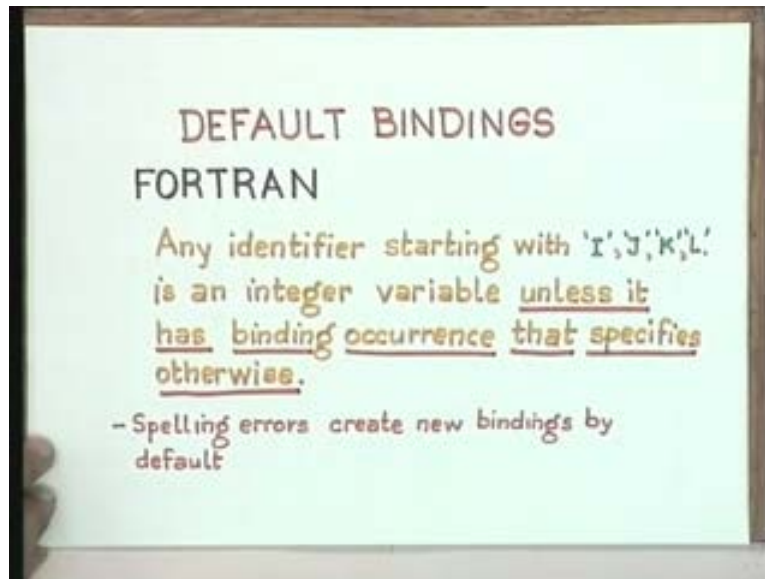 DEFAULT BINDINGS
FORTRAN
Any identifier starting with 'I','J','K','L'.
is an integer variable unless it
has binding occurrence that specifies
otherwise.
- Spelling errors create new bindings by
default